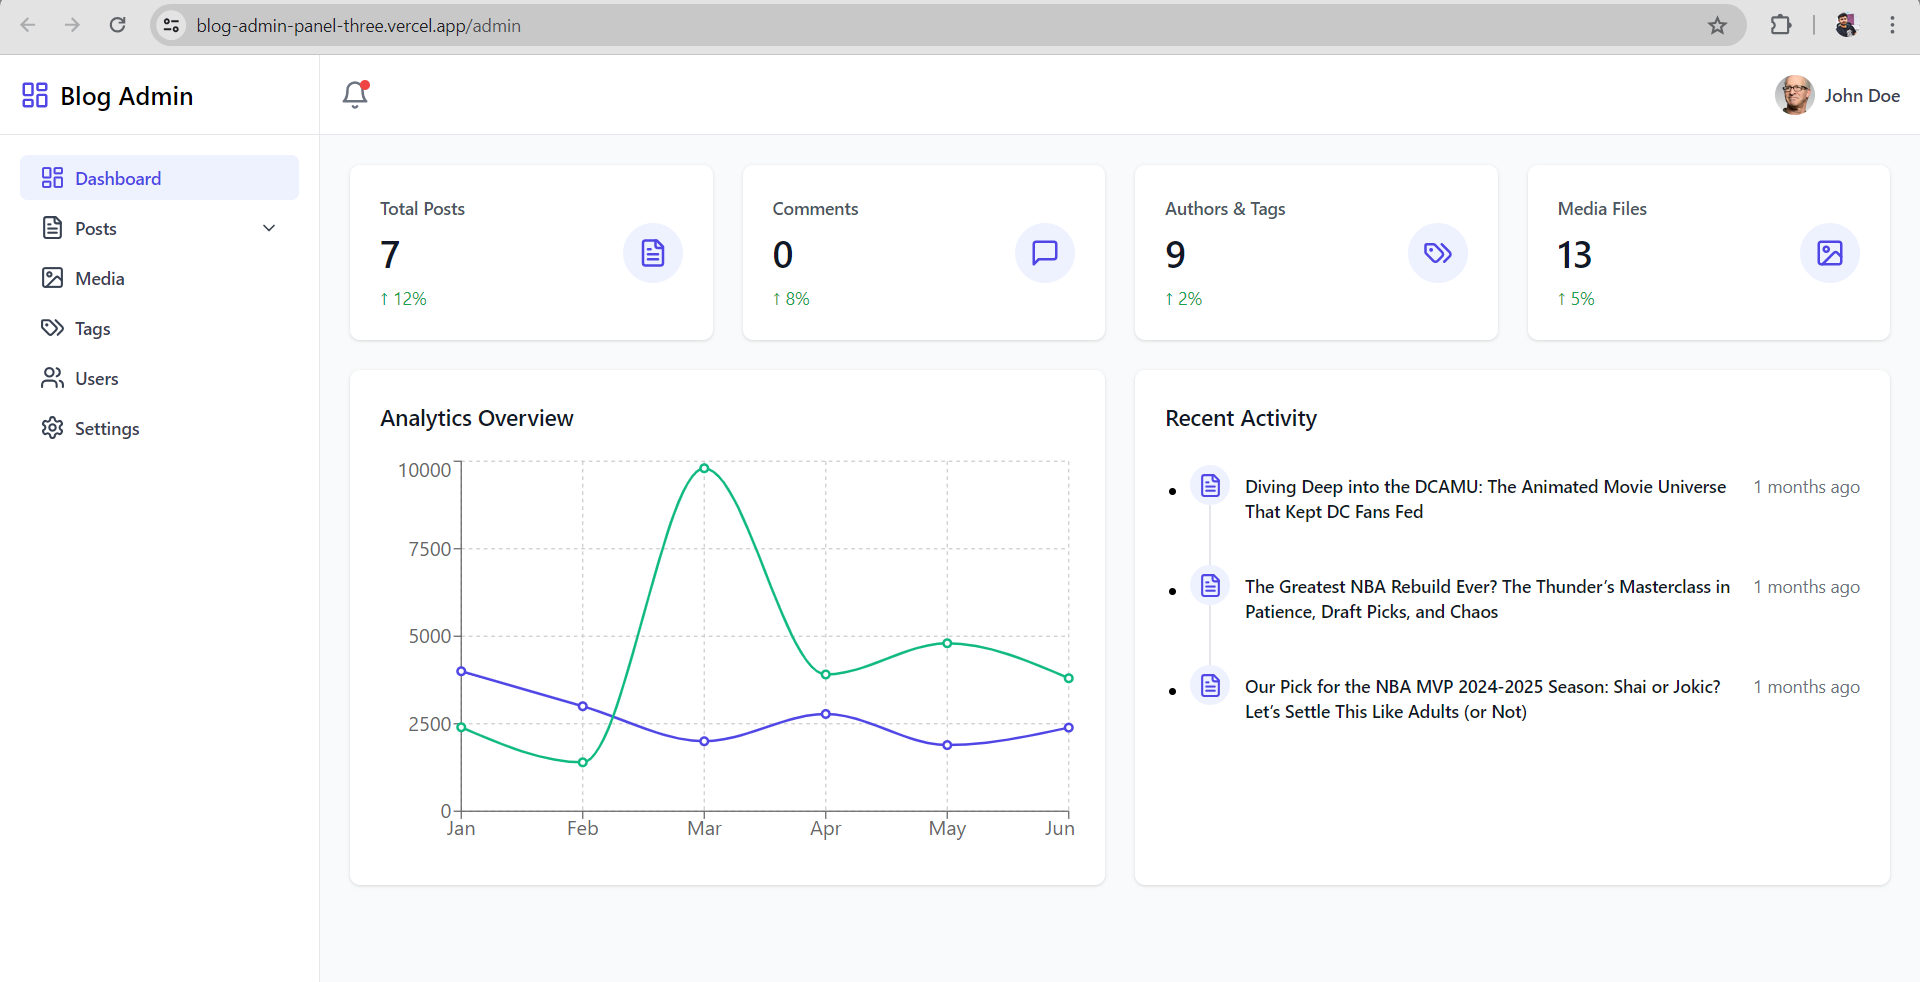 blog-admin-panel-three.vercel.app/admin
Blog Admin
John Doe
Dashboard
Posts
Media
Tags
Users
Settings
Total Posts
7
↑ 12%
Comments
0
↑ 8%
Authors & Tags
9
↑ 2%
Media Files
13
↑ 5%
Analytics Overview
10000
7500
5000
2500
0
Jan Feb Mar Apr May Jun
Recent Activity
Diving Deep into the DCAMU: The Animated Movie Universe 1 months ago
That Kept DC Fans Fed
The Greatest NBA Rebuild Ever? The Thunder’s Masterclass in 1 months ago
Patience, Draft Picks, and Chaos
Our Pick for the NBA MVP 2024-2025 Season: Shai or Jokic? 1 months ago
Let’s Settle This Like Adults (or Not)